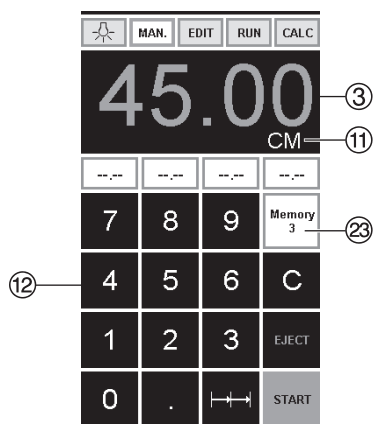 MAN. EDIT RUN CALC
45.00 ③
CM ⑪
--.-- --.-- --.-- --.--
7 8 9 Memory 3 ㉓
⑫ 4 5 6 C
1 2 3 EJECT
0 . START